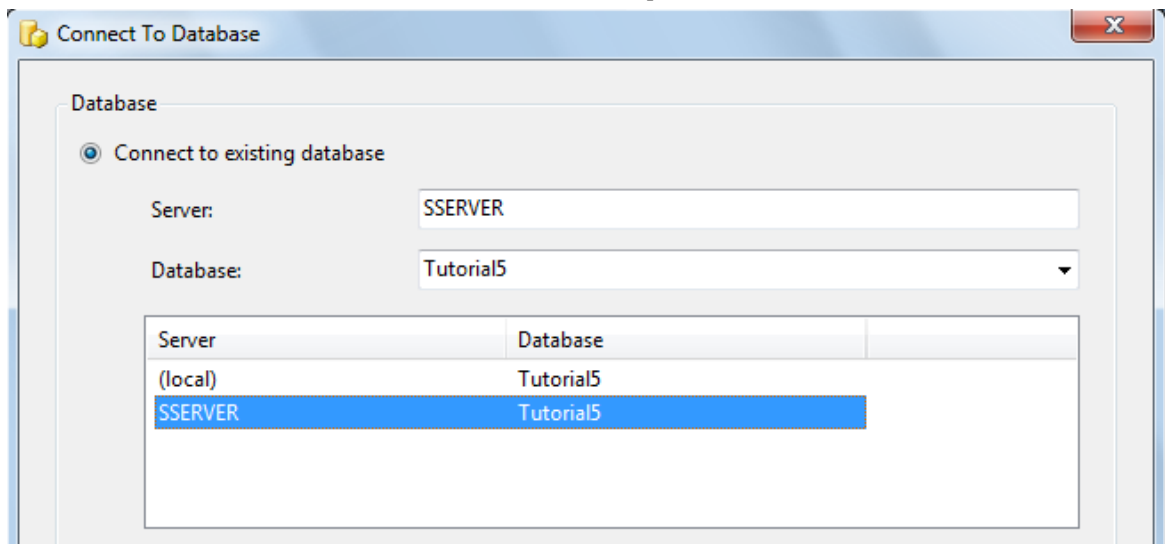 Connect To Database
Database
Connect to existing database
Server: SSERVER
Database: Tutorial5
Server Database
(local) Tutorial5
SSERVER Tutorial5